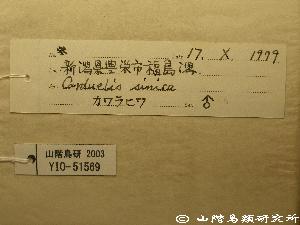 17. X. 1979
新潟県豊栄市福島潟
Carduelis sinica
カワラヒワ ♂
山階鳥研 2003
YIO-51569
© 山階鳥類研究所